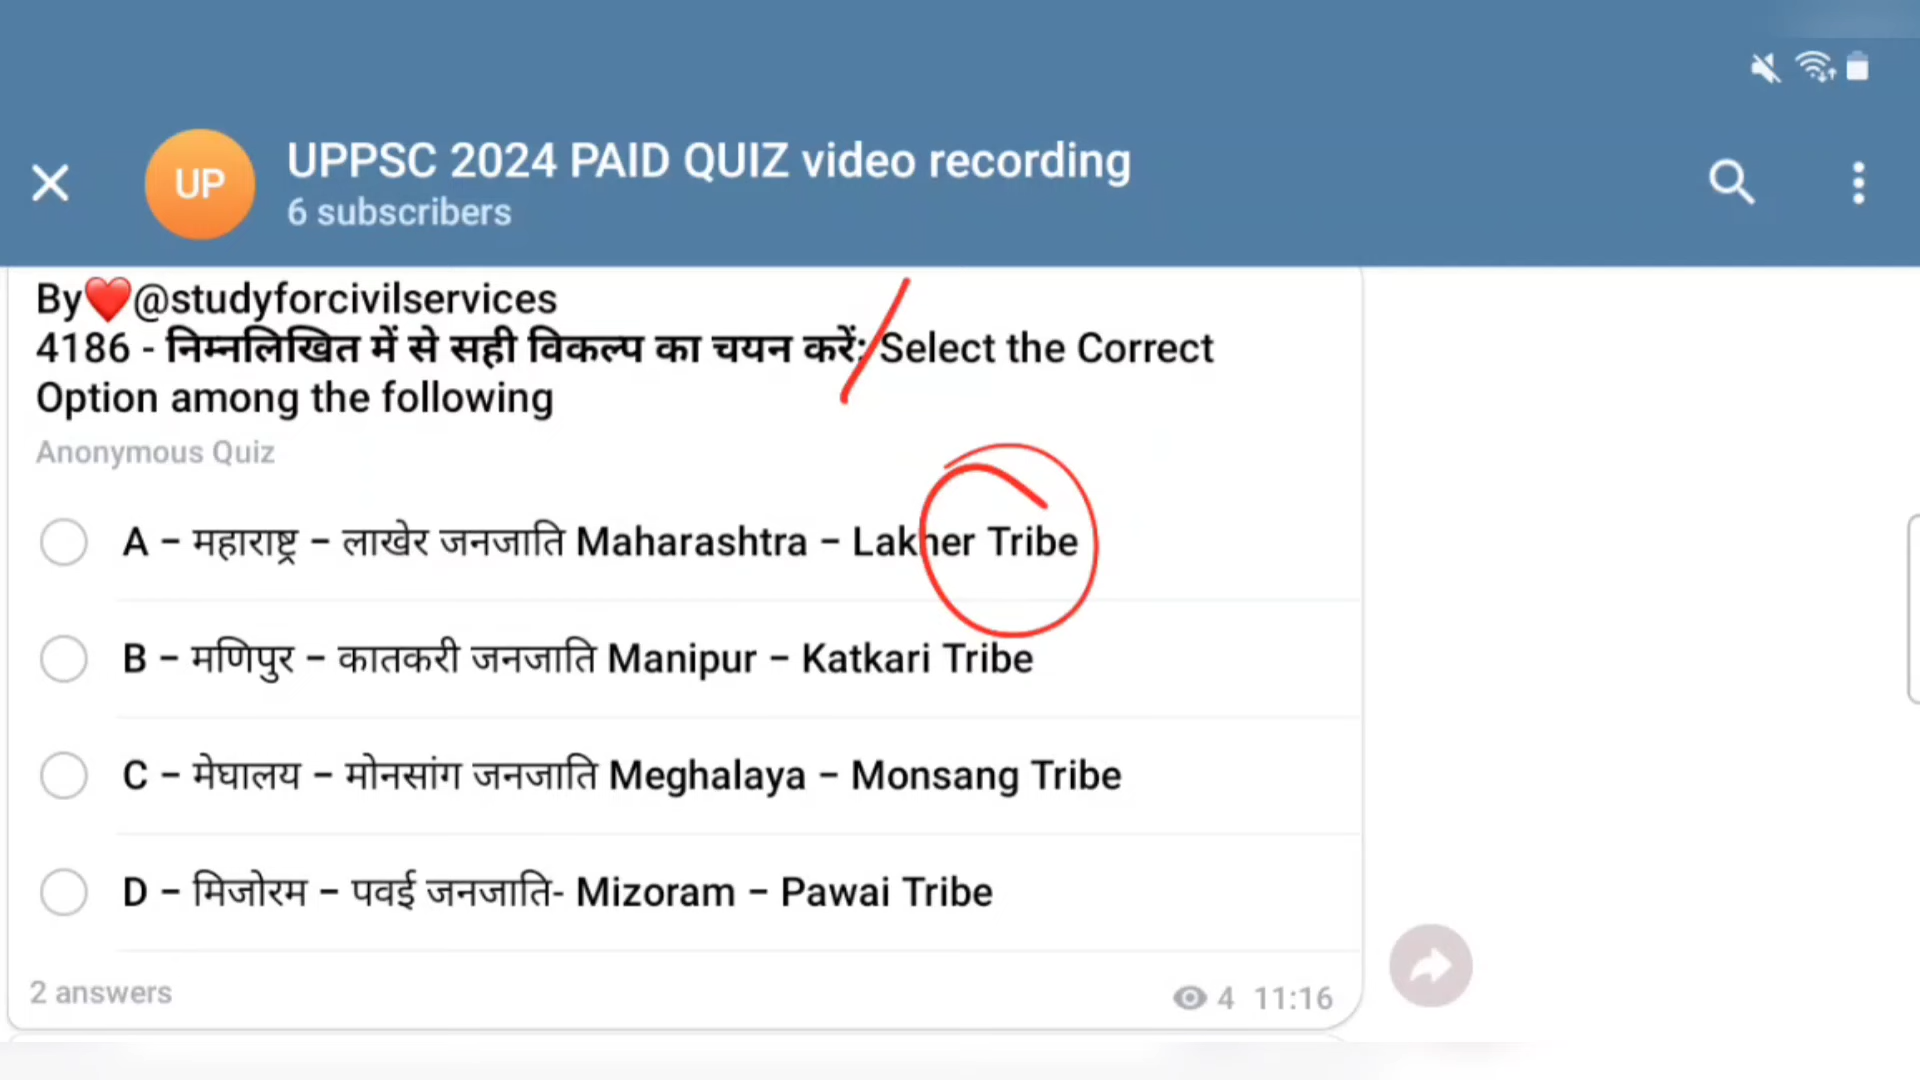 UP
UPPSC 2024 PAID QUIZ video recording
6 subscribers
By❤️@studyforcivilservices
4186 - निम्नलिखित में से सही विकल्प का चयन करें: Select the Correct
Option among the following
Anonymous Quiz
A – महाराष्ट्र – लाखेर जनजाति Maharashtra – Lakher Tribe
B – मणिपुर – कातकरी जनजाति Manipur – Katkari Tribe
C – मेघालय – मोनसांग जनजाति Meghalaya – Monsang Tribe
D – मिजोरम – पवई जनजाति- Mizoram – Pawai Tribe
2 answers
4 11:16